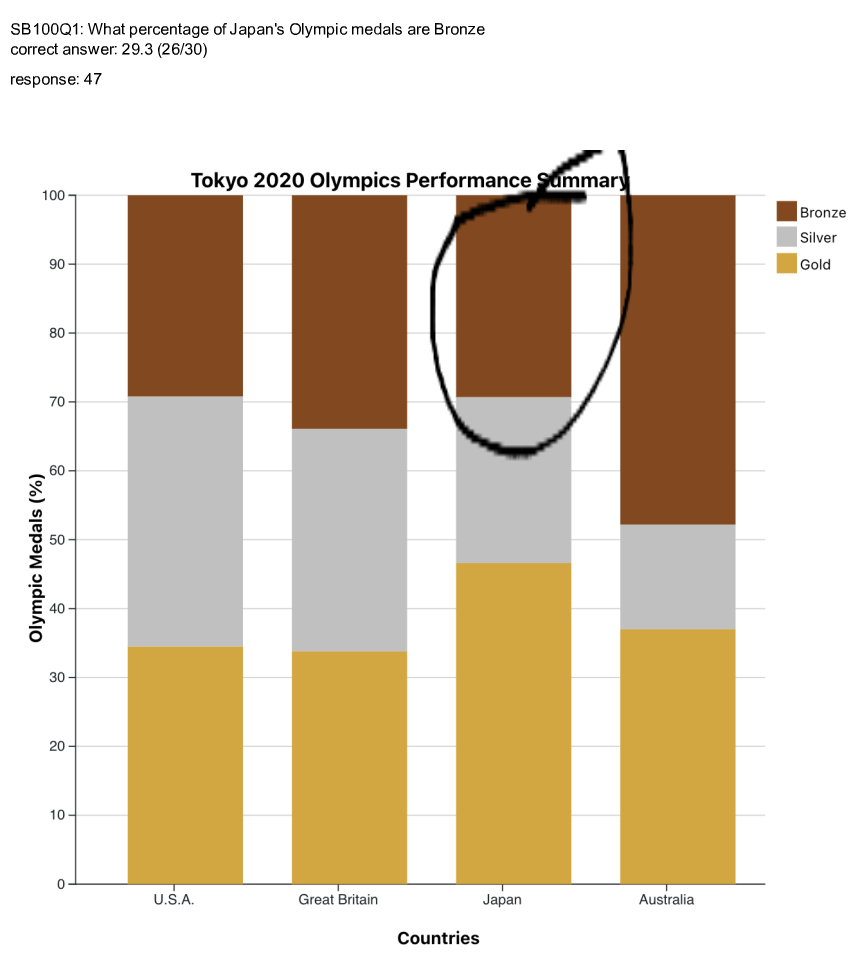 SB100Q1: What percentage of Japan's Olympic medals are Bronze
correct answer: 29.3 (26/30)
response: 47
Tokyo 2020 Olympics Performance Summary
100
90
80
70
60
50
40
30
20
10
0
Olympic Medals (%)
Bronze
Silver
Gold
U.S.A.
Great Britain
Japan
Australia
Countries